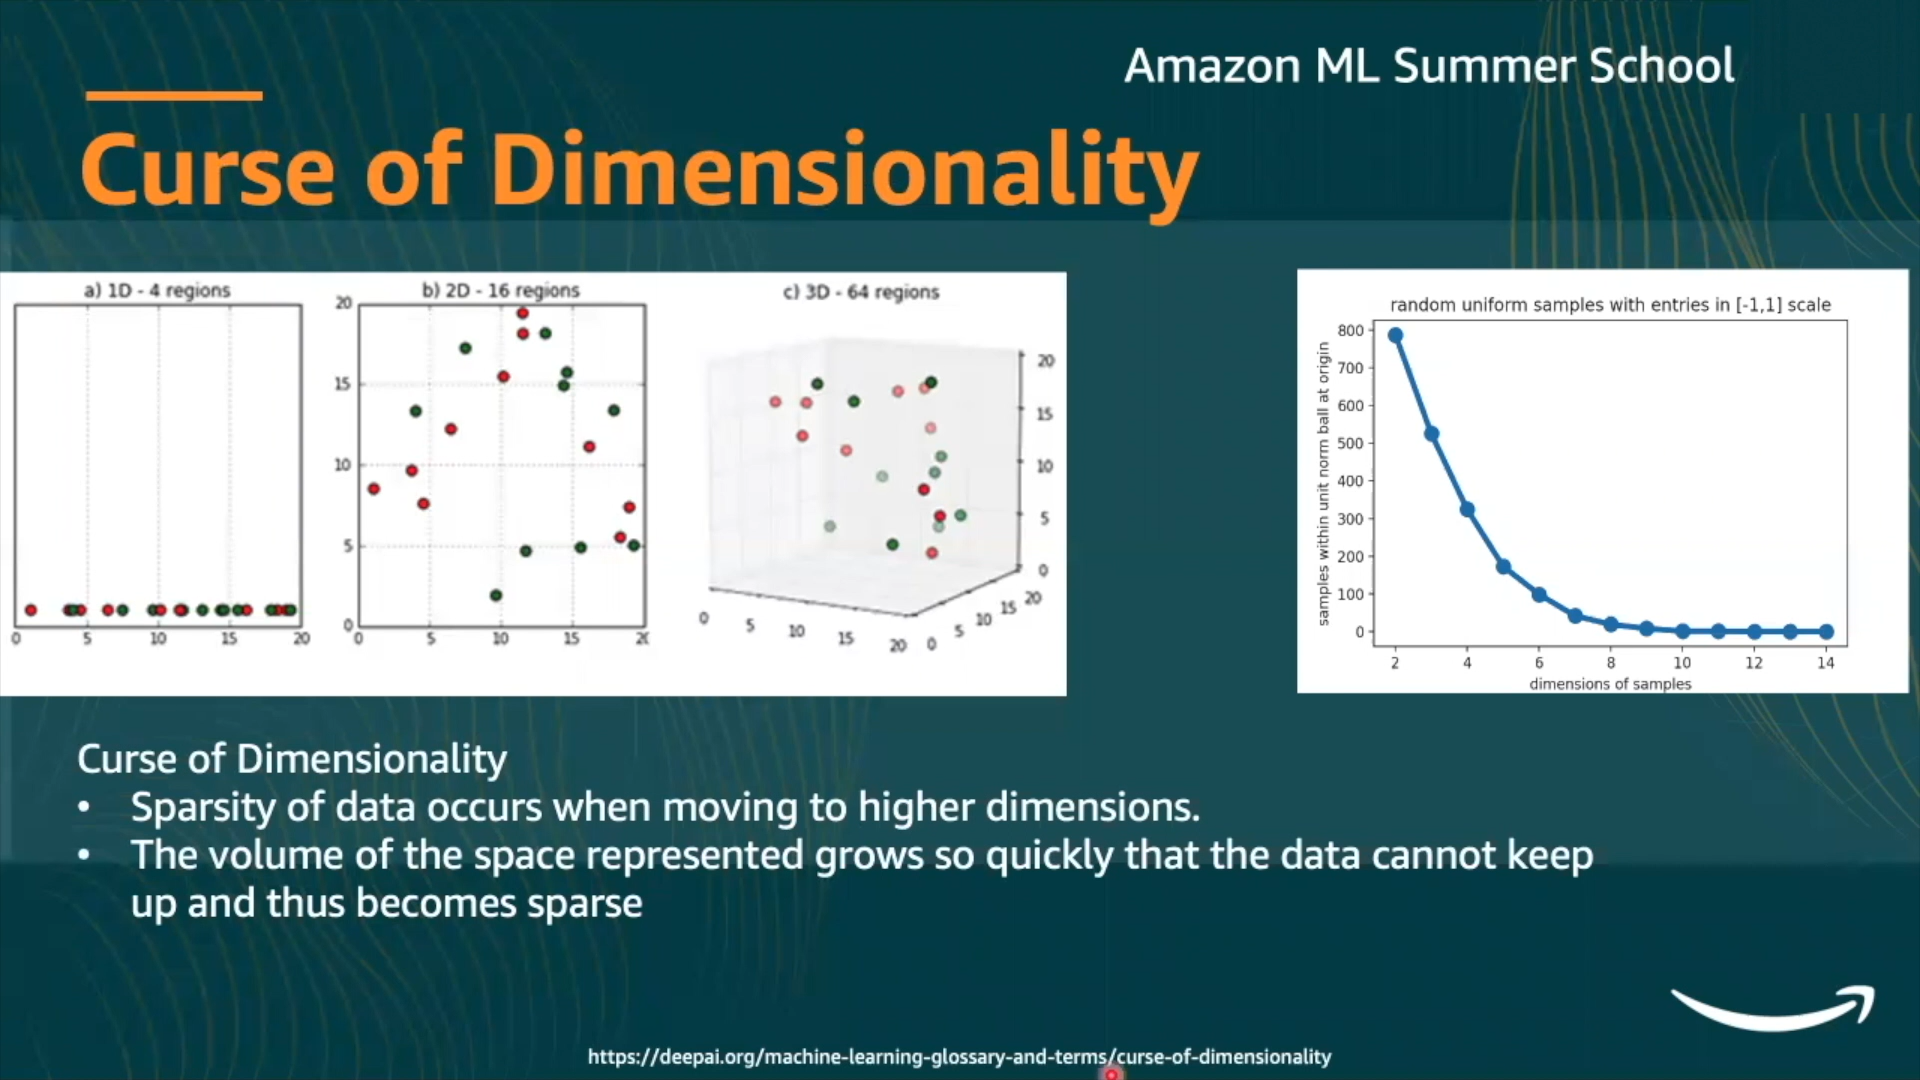 Amazon ML Summer School
Curse of Dimensionality
a) 1D - 4 regions
0 5 10 15 20
b) 2D - 16 regions
20
15
10
5
0
0 5 10 15
c) 3D - 64 regions
20
15
10
5
0
0 5 10 15 20
0 5 10 15 20
random uniform samples with entries in [-1,1] scale
samples within unit norm ball at origin
800
700
600
500
400
300
200
100
0
2 4 6 8 10 12 14
dimensions of samples
Curse of Dimensionality
• Sparsity of data occurs when moving to higher dimensions.
• The volume of the space represented grows so quickly that the data cannot keep
up and thus becomes sparse
https://deepai.org/machine-learning-glossary-and-terms/curse-of-dimensionality